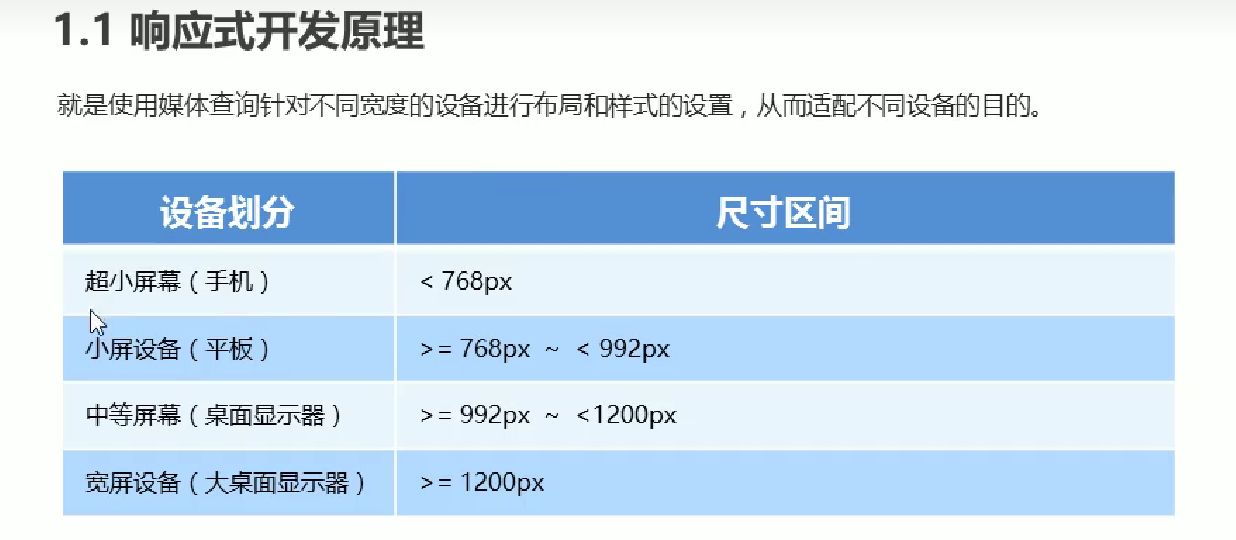 1.1 响应式开发原理
就是使用媒体查询针对不同宽度的设备进行布局和样式的设置，从而适配不同设备的目的。
设备划分 尺寸区间
超小屏幕（手机） < 768px
小屏设备（平板） >= 768px ~ < 992px
中等屏幕（桌面显示器） >= 992px ~ <1200px
宽屏设备（大桌面显示器） >= 1200px